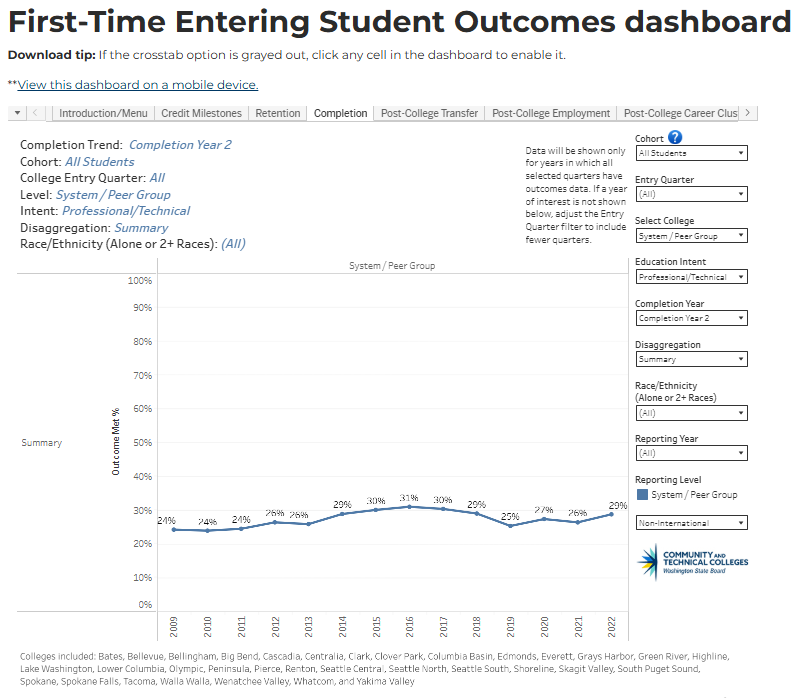 First-Time Entering Student Outcomes dashboard
Download tip: If the crosstab option is grayed out, click any cell in the dashboard to enable it.
**View this dashboard on a mobile device.
Introduction/Menu Credit Milestones Retention Completion Post-College Transfer Post-College Employment Post-College Career Clus
Completion Trend: Completion Year 2
Cohort: All Students
College Entry Quarter: All
Level: System / Peer Group
Intent: Professional/Technical
Disaggregation: Summary
Race/Ethnicity (Alone or 2+ Races): (All)
Data will be shown only
for years in which all
selected quarters have
outcomes data. If a year
of interest is not shown
below, adjust the Entry
Quarter filter to include
fewer quarters.
Cohort ?
All Students
Entry Quarter
(All)
Select College
System / Peer Group
Education Intent
Professional/Technical
Completion Year
Completion Year 2
Disaggregation
Summary
Race/Ethnicity
(Alone or 2+ Races)
(All)
Reporting Year
(All)
Reporting Level
System / Peer Group
Non-International
COMMUNITY AND
TECHNICAL COLLEGES
Washington State Board
System / Peer Group
Summary
Outcome Met %
100%
90%
80%
70%
60%
50%
40%
30%
20%
10%
0%
24% 24% 24% 26% 26% 29% 30% 31% 30% 29% 25% 27% 26% 29%
2009 2010 2011 2012 2013 2014 2015 2016 2017 2018 2019 2020 2021 2022
Colleges included: Bates, Bellevue, Bellingham, Big Bend, Cascadia, Centralia, Clark, Clover Park, Columbia Basin, Edmonds, Everett, Grays Harbor, Green River, Highline,
Lake Washington, Lower Columbia, Olympic, Peninsula, Pierce, Renton, Seattle Central, Seattle North, Seattle South, Shoreline, Skagit Valley, South Puget Sound,
Spokane, Spokane Falls, Tacoma, Walla Walla, Wenatchee Valley, Whatcom, and Yakima Valley